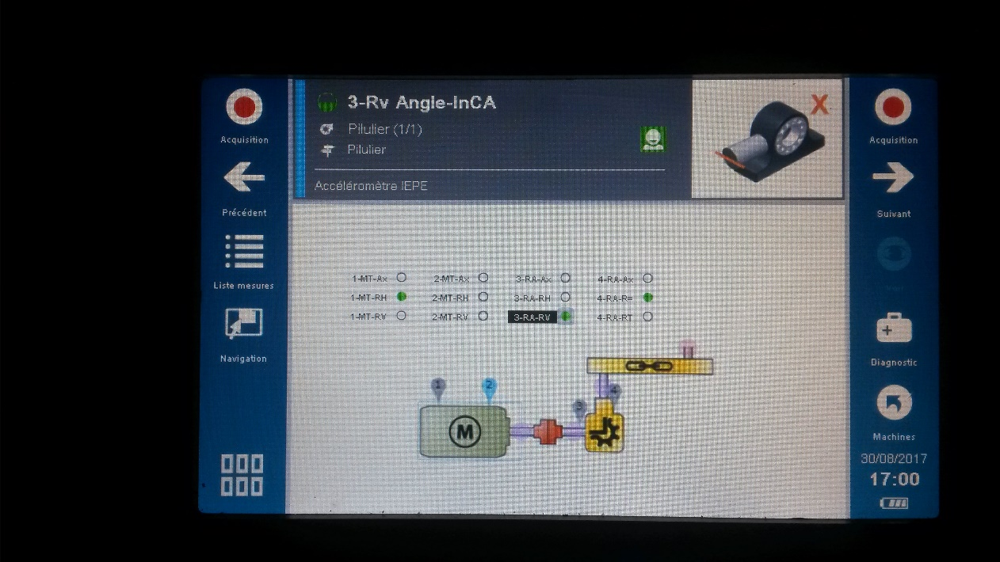 3-Rv Angle-InCA
Pilulier (1/1)
Pilulier
Accéléromètre IEPE
X
Acquisition
Précédent
Liste mesures
Navigation
Acquisition
Suivant
Diagnostic
Machines
30/08/2017
17:00
1-MT-Ax 2-MT-Ax 3-RA-Ax 4-RA-Ax
1-MT-RH 2-MT-RH 3-RA-RH 4-RA-R=
1-MT-RV 2-MT-RV 3-RA-RV 4-RA-RT
1 2
3 4
M